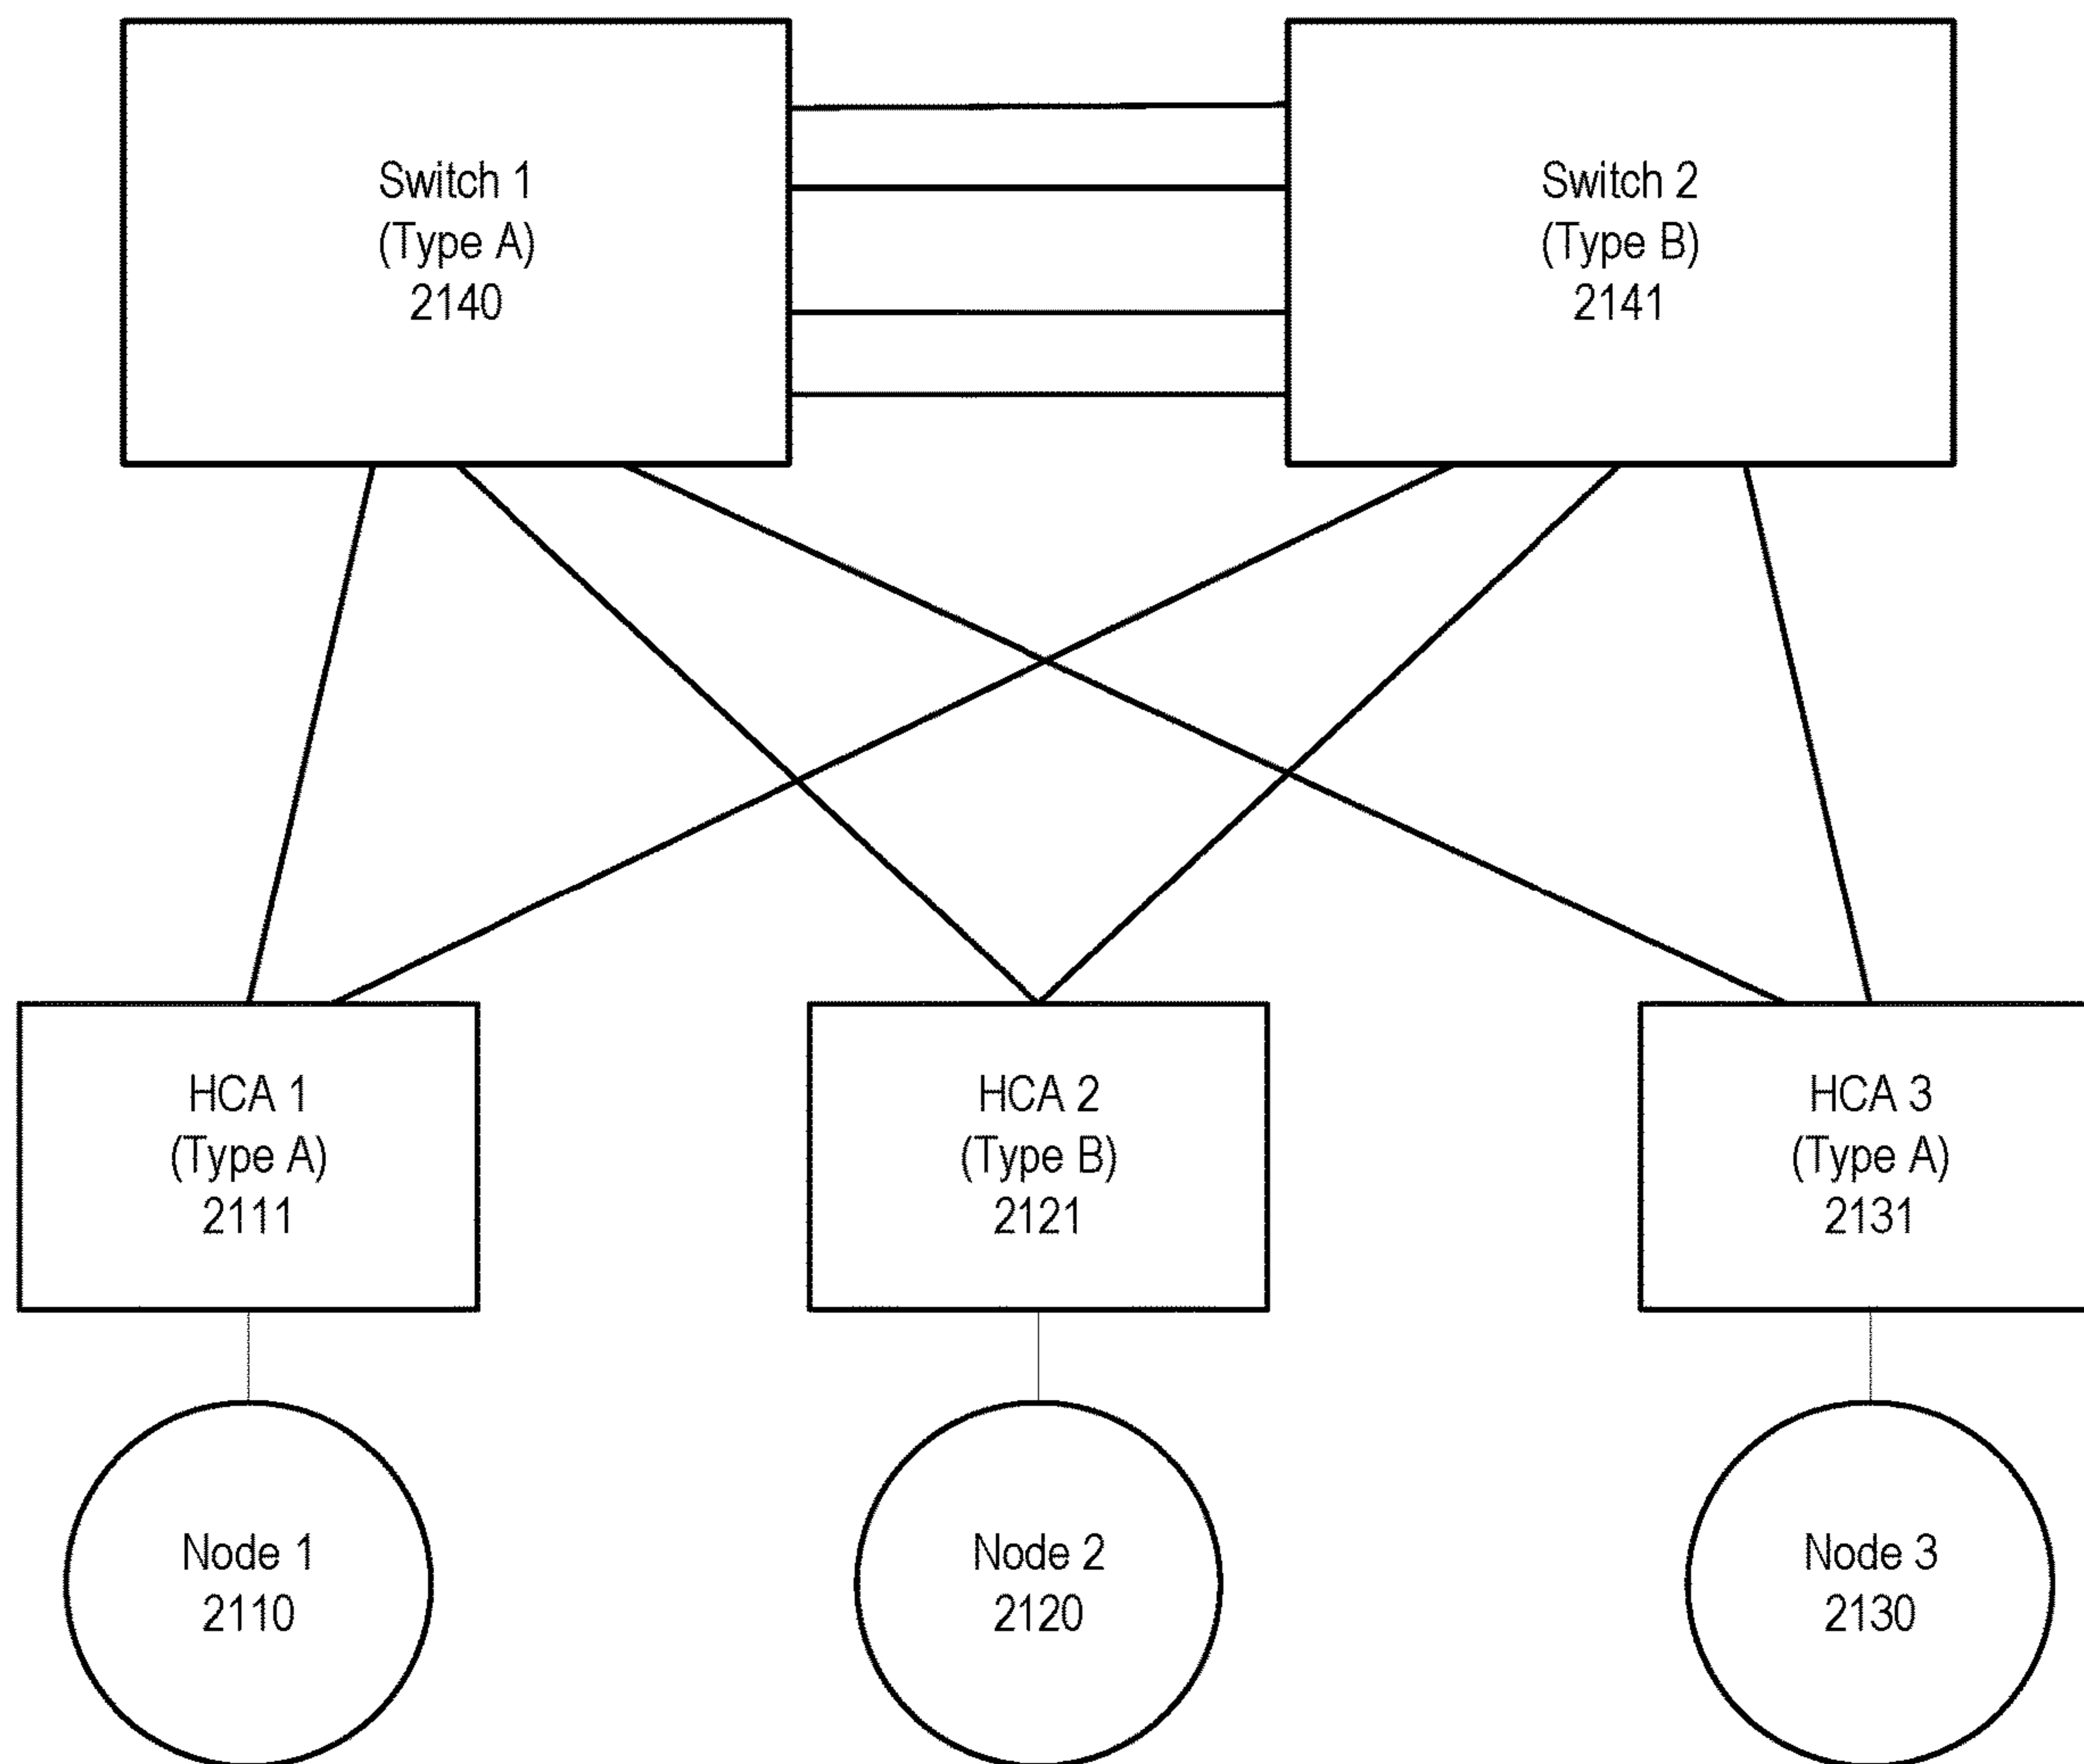 Switch 1
(Type A)
2140
Switch 2
(Type B)
2141
HCA 1
(Type A)
2111
HCA 2
(Type B)
2121
HCA 3
(Type A)
2131
Node 1
2110
Node 2
2120
Node 3
2130